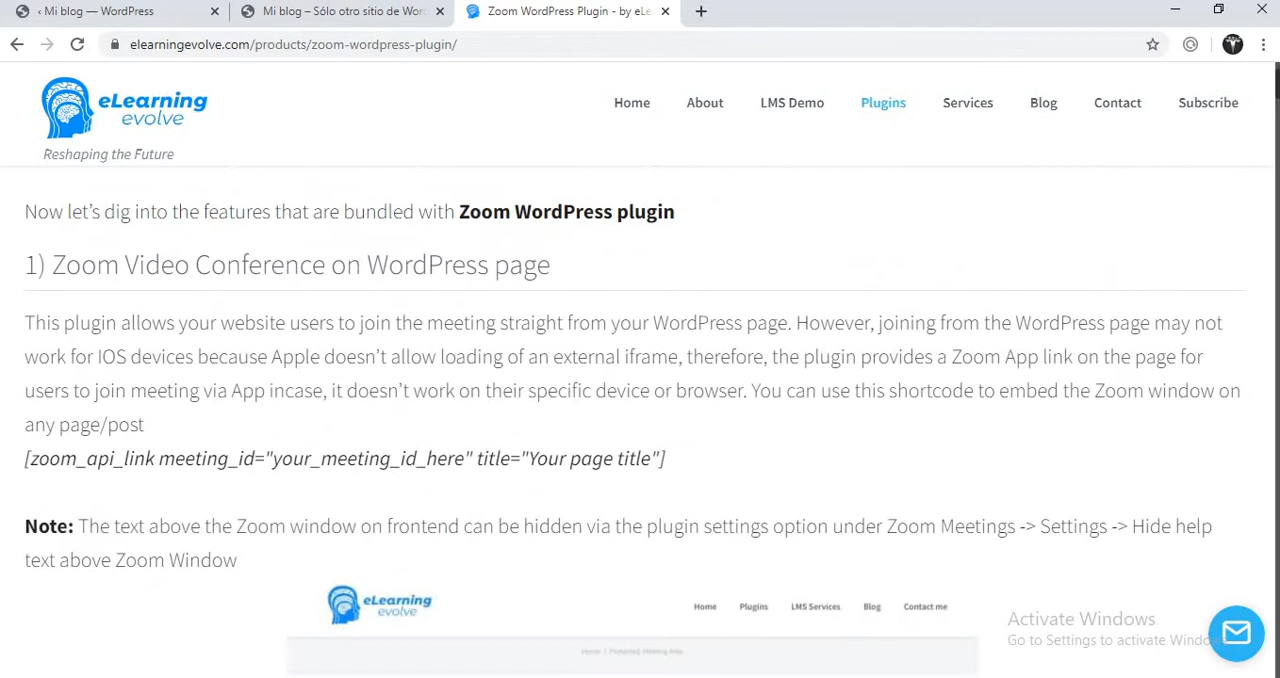 ‹ Mi blog — WordPress
Mi blog – Sólo otro sitio de Wor
Zoom WordPress Plugin - by eLe
elearningevolve.com/products/zoom-wordpress-plugin/
eLearning
evolve
Reshaping the Future
Home
About
LMS Demo
Plugins
Services
Blog
Contact
Subscribe
Now let’s dig into the features that are bundled with Zoom WordPress plugin
1) Zoom Video Conference on WordPress page
This plugin allows your website users to join the meeting straight from your WordPress page. However, joining from the WordPress page may not
work for IOS devices because Apple doesn’t allow loading of an external iframe, therefore, the plugin provides a Zoom App link on the page for
users to join meeting via App incase, it doesn’t work on their specific device or browser. You can use this shortcode to embed the Zoom window on
any page/post
[zoom_api_link meeting_id="your_meeting_id_here" title="Your page title"]
Note: The text above the Zoom window on frontend can be hidden via the plugin settings option under Zoom Meetings -> Settings -> Hide help
text above Zoom Window
eLearning
evolve
Home
Plugins
LMS Services
Blog
Contact me
Home | Protected: Meeting Area
Activate Windows
Go to Settings to activate Windo